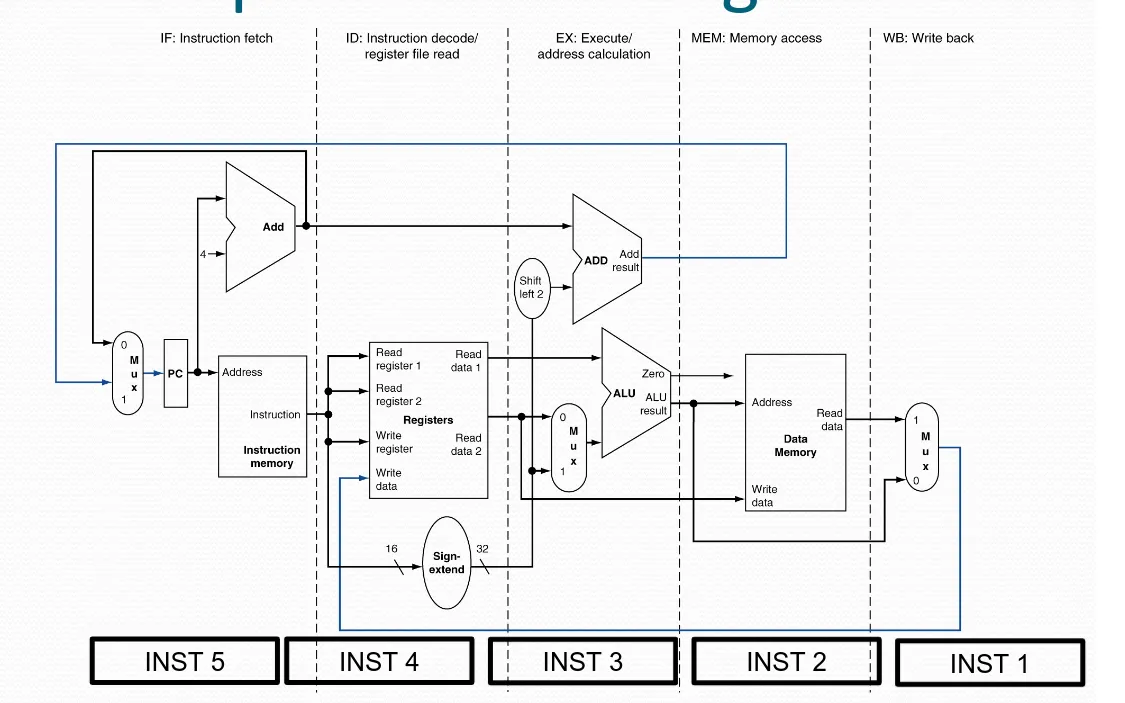 IF: Instruction fetch
ID: Instruction decode/
register file read
EX: Execute/
address calculation
MEM: Memory access
WB: Write back
Add
4
ADD
Add
result
Shift
left 2
0
M
u
x
1
PC
Address
Instruction
Instruction
memory
Read
register 1
Read
data 1
Read
register 2
Registers
Write
register
Read
data 2
Write
data
0
M
u
x
1
Zero
ALU
ALU
result
Address
Read
data
Data
Memory
Write
data
1
M
u
x
0
16
Sign-
extend
32
INST 5
INST 4
INST 3
INST 2
INST 1